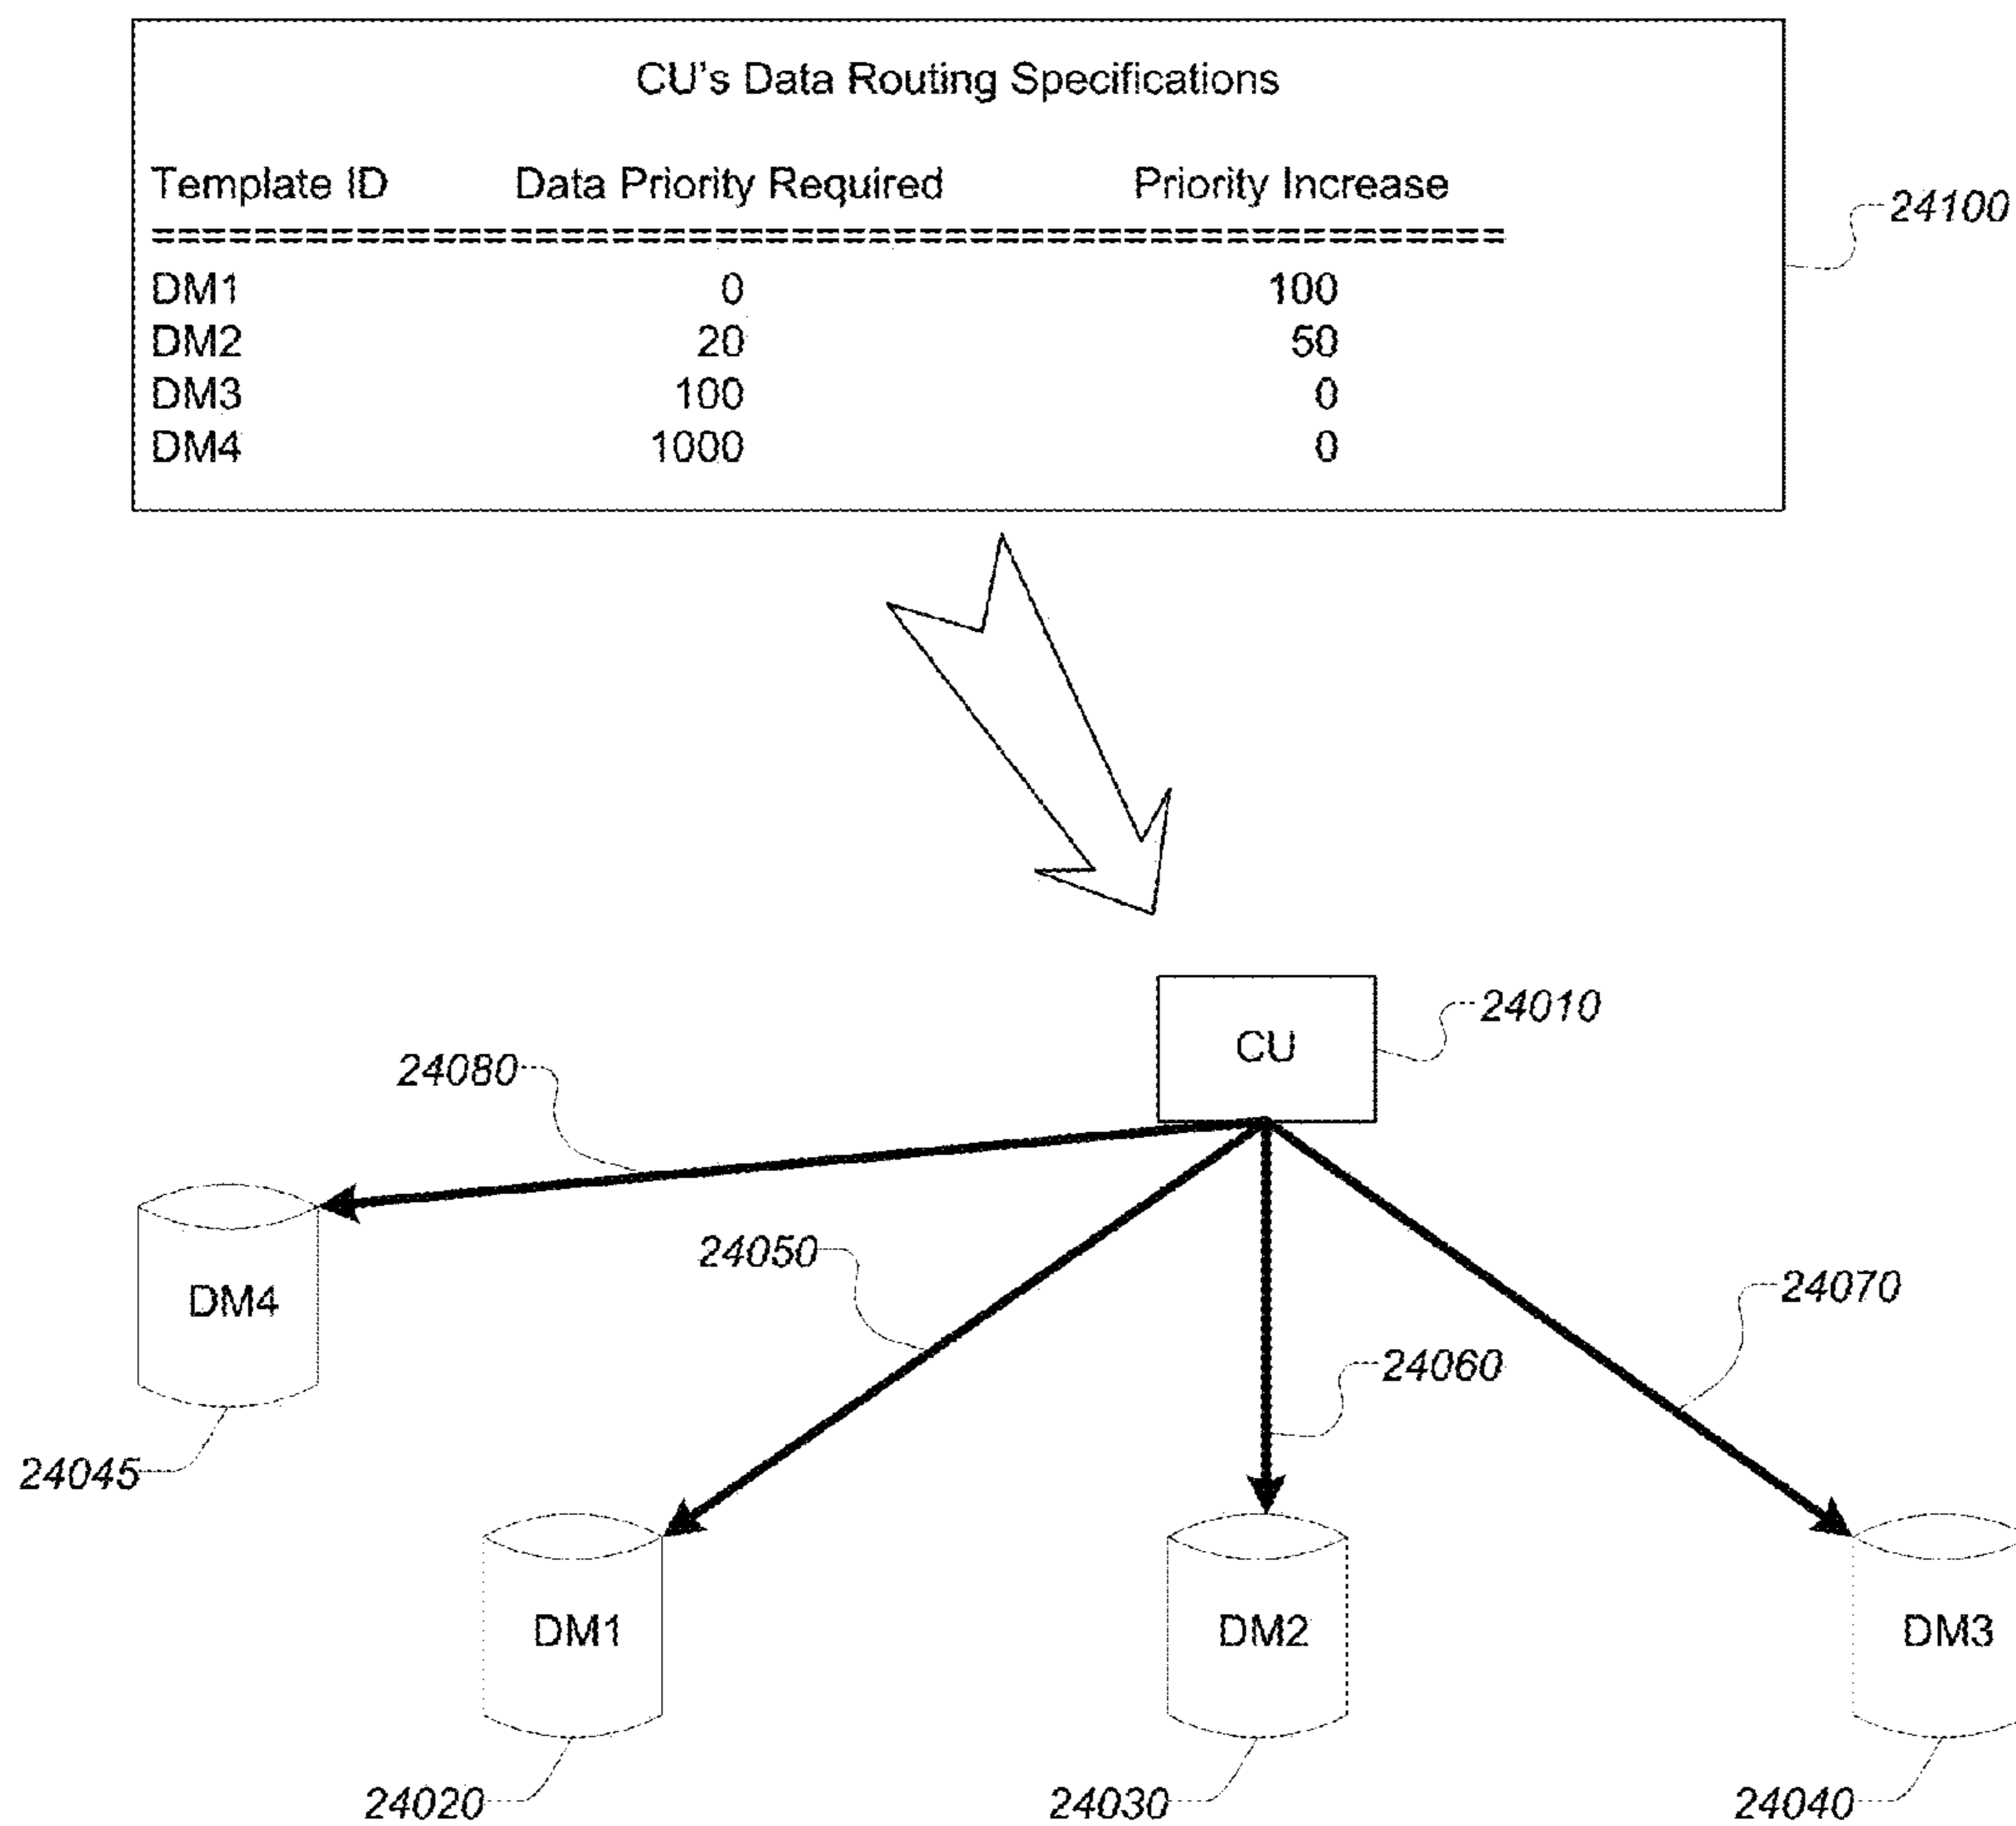 CU's Data Routing Specifications
Template ID Data Priority Required Priority Increase
=====================================================
DM1 0 100
DM2 20 50
DM3 100 0
DM4 1000 0
24100
CU
24010
24080
24050
24070
24060
DM4
24045
DM1
DM2
DM3
24020
24030
24040